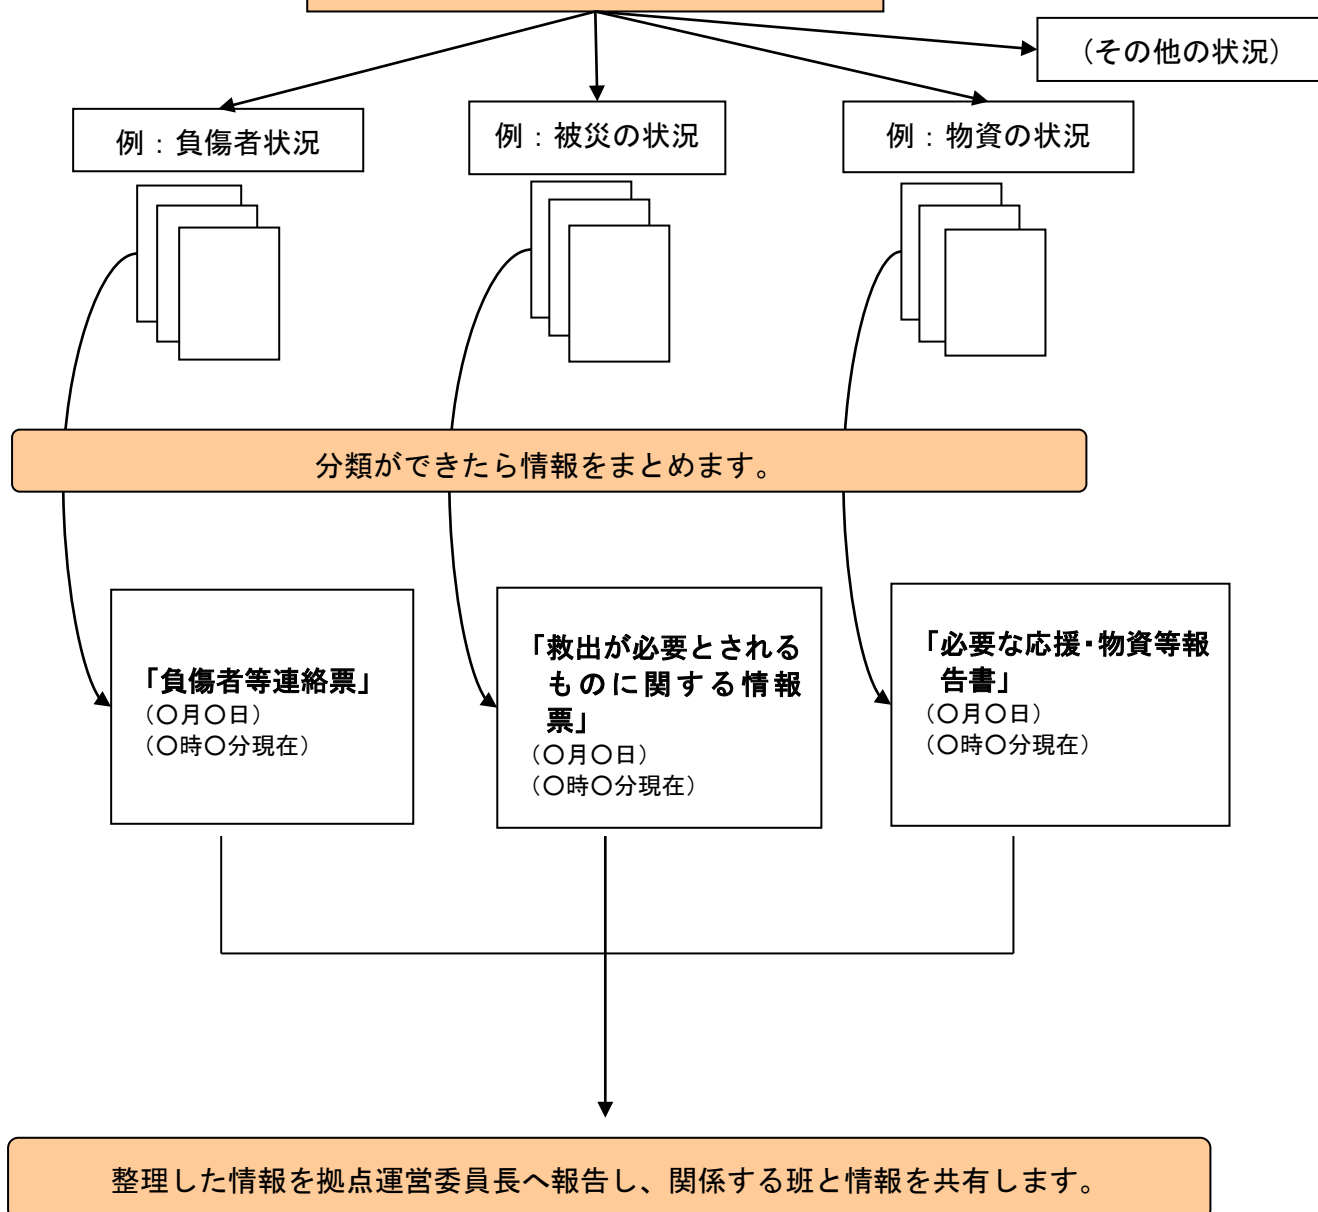 （その他の状況）
例：負傷者状況
例：被災の状況
例：物資の状況
分類ができたら情報をまとめます。
「負傷者等連絡票」
（〇月〇日）
（〇時〇分現在）
「救出が必要とされる
ものに関する情報
票」
（〇月〇日）
（〇時〇分現在）
「必要な応援・物資等報
告書」
（〇月〇日）
（〇時〇分現在）
整理した情報を拠点運営委員長へ報告し、関係する班と情報を共有します。